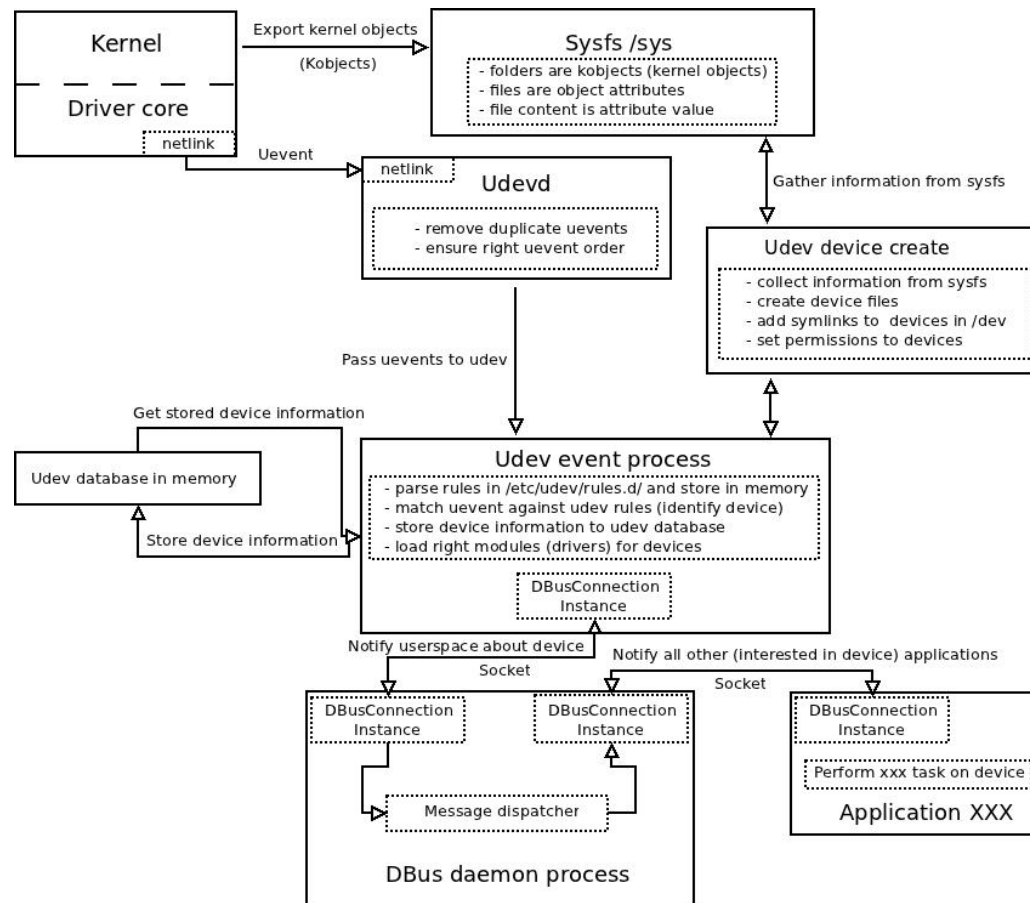 Kernel
Driver core
netlink
Export kernel objects
(Kobjects)
Sysfs /sys
- folders are kobjects (kernel objects)
- files are object attributes
- file content is attribute value
Uevent
netlink
Udevd
- remove duplicate uevents
- ensure right uevent order
Gather information from sysfs
Udev device create
- collect information from sysfs
- create device files
- add symlinks to devices in /dev
- set permissions to devices
Pass uevents to udev
Get stored device information
Udev database in memory
Store device information
Udev event process
- parse rules in /etc/udev/rules.d/ and store in memory
- match uevent against udev rules (identify device)
- store device information to udev database
- load right modules (drivers) for devices
DBusConnection
Instance
Notify userspace about device
Socket
Notify all other (interested in device) applications
Socket
DBusConnection
Instance
DBusConnection
Instance
Message dispatcher
DBus daemon process
DBusConnection
Instance
Perform xxx task on device
Application XXX